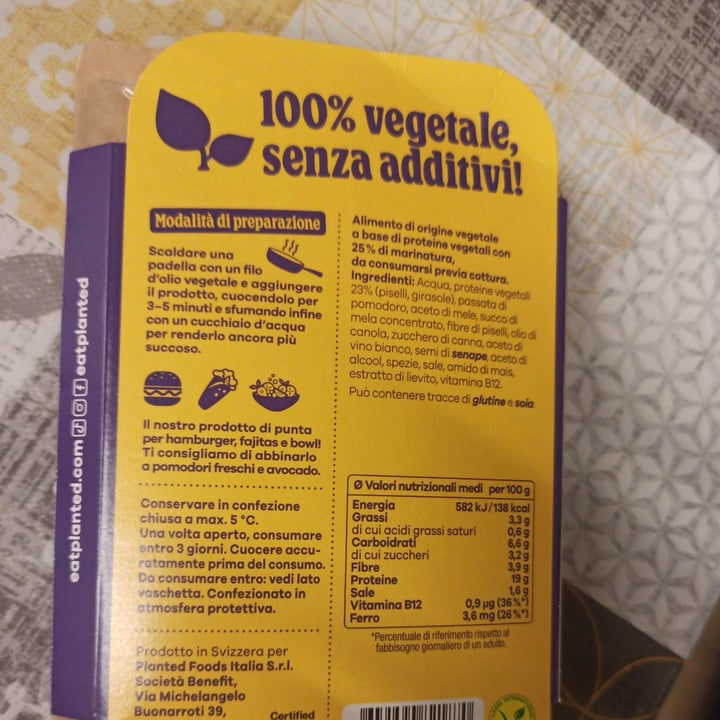 100% vegetale,
senza additivi!
Modalità di preparazione
Scaldare una
padella con un filo
d'olio vegetale e aggiungere
il prodotto, cuocendolo per
3–5 minuti e sfumando infine
con un cucchiaio d'acqua
per renderlo ancora più
succoso.
Il nostro prodotto di punta
per hamburger, fajitas e bowl!
Ti consigliamo di abbinarlo
a pomodori freschi e avocado.
Conservare in confezione
chiusa a max. 5 °C.
Una volta aperto, consumare
entro 3 giorni. Cuocere accu-
ratamente prima del consumo.
Da consumare entro: vedi lato
vaschetta. Confezionato in
atmosfera protettiva.
Prodotto in Svizzera per
Planted Foods Italia S.r.l.
Società Benefit,
Via Michelangelo
Buonarroti 39,
Certified
Alimento di origine vegetale
a base di proteine vegetali con
25% di marinatura,
da consumarsi previa cottura.
Ingredienti: Acqua, proteine vegetali
23% (piselli, girasole), passata di
pomodoro, aceto di mele, succo di
mela concentrato, fibre di piselli, olio di
canola, zucchero di canna, aceto di
vino bianco, semi di senape, aceto di
alcool, spezie, sale, amido di mais,
estratto di lievito, vitamina B12.
Può contenere tracce di glutine e soia.
Ø Valori nutrizionali medi per 100 g
Energia 582 kJ/138 kcal
Grassi 3,3 g
di cui acidi grassi saturi 0,6 g
Carboidrati 6,6 g
di cui zuccheri 3,2 g
Fibre 3,9 g
Proteine 19 g
Sale 1,6 g
Vitamina B12 0,9 µg (36%*)
Ferro 3,6 mg (26%*)
*Percentuale di riferimento rispetto al
fabbisogno giornaliero di un adulto.
eatplanted.com eatplanted